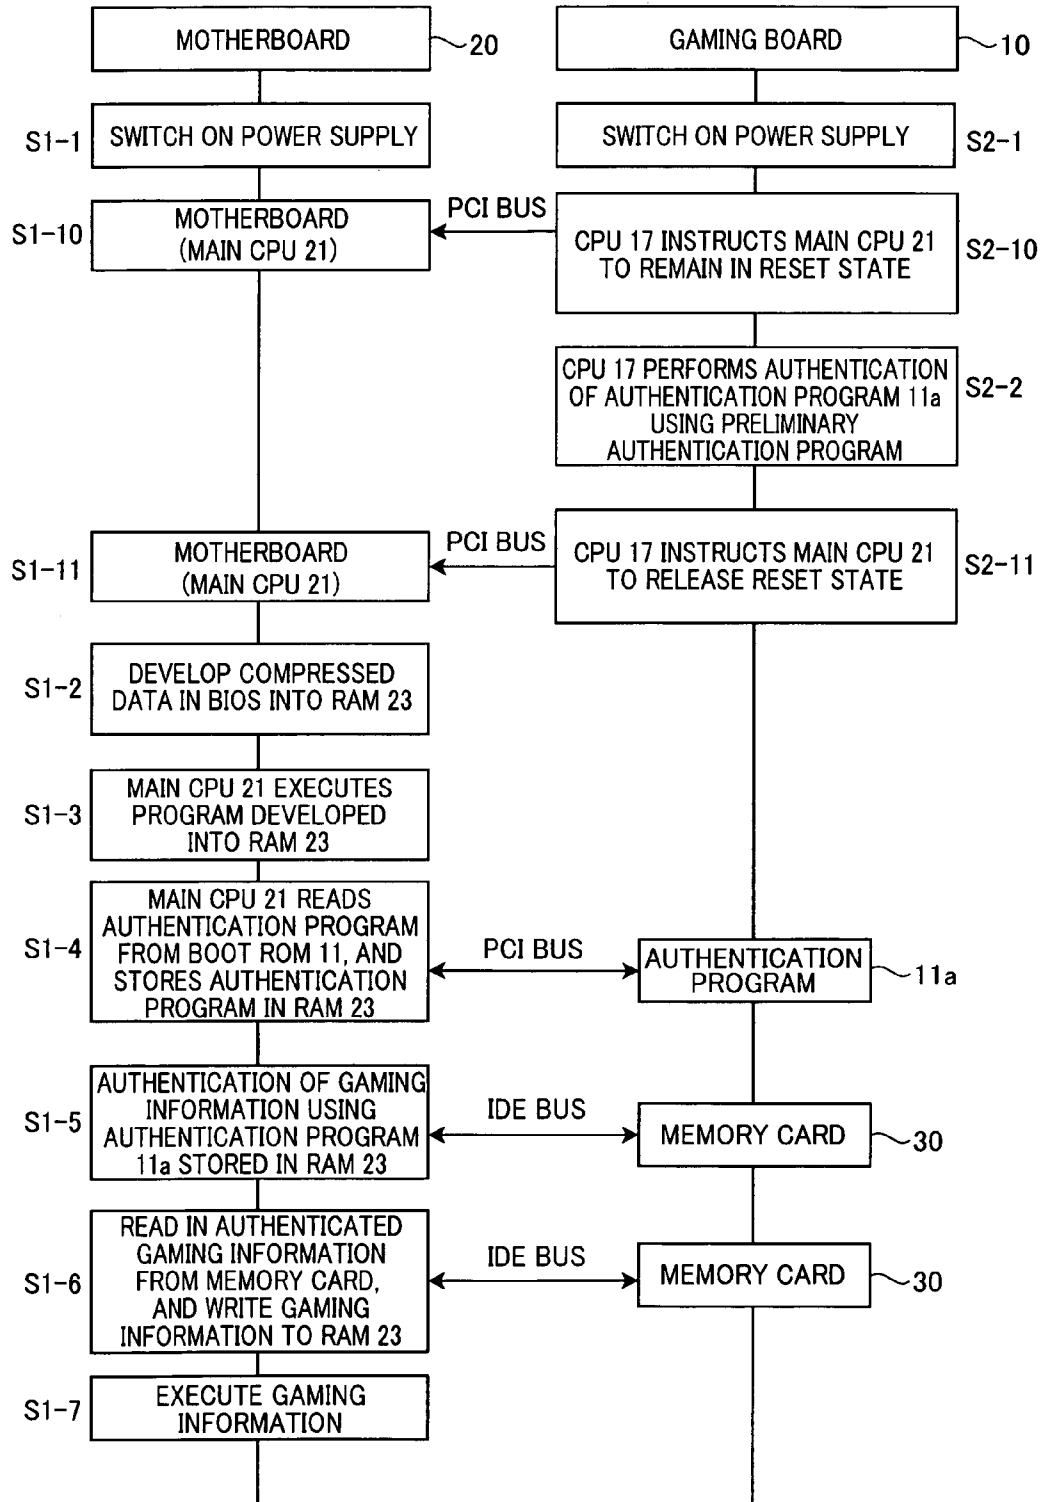 MOTHERBOARD
20
GAMING BOARD
10
S1-1
SWITCH ON POWER SUPPLY
SWITCH ON POWER SUPPLY
S2-1
S1-10
MOTHERBOARD
(MAIN CPU 21)
PCI BUS
CPU 17 INSTRUCTS MAIN CPU 21
TO REMAIN IN RESET STATE
S2-10
CPU 17 PERFORMS AUTHENTICATION
OF AUTHENTICATION PROGRAM 11a
USING PRELIMINARY
AUTHENTICATION PROGRAM
S2-2
S1-11
MOTHERBOARD
(MAIN CPU 21)
PCI BUS
CPU 17 INSTRUCTS MAIN CPU 21
TO RELEASE RESET STATE
S2-11
S1-2
DEVELOP COMPRESSED
DATA IN BIOS INTO RAM 23
S1-3
MAIN CPU 21 EXECUTES
PROGRAM DEVELOPED
INTO RAM 23
S1-4
MAIN CPU 21 READS
AUTHENTICATION PROGRAM
FROM BOOT ROM 11, AND
STORES AUTHENTICATION
PROGRAM IN RAM 23
PCI BUS
AUTHENTICATION
PROGRAM
11a
S1-5
AUTHENTICATION OF GAMING
INFORMATION USING
AUTHENTICATION PROGRAM
11a STORED IN RAM 23
IDE BUS
MEMORY CARD
30
S1-6
READ IN AUTHENTICATED
GAMING INFORMATION
FROM MEMORY CARD,
AND WRITE GAMING
INFORMATION TO RAM 23
IDE BUS
MEMORY CARD
30
S1-7
EXECUTE GAMING
INFORMATION